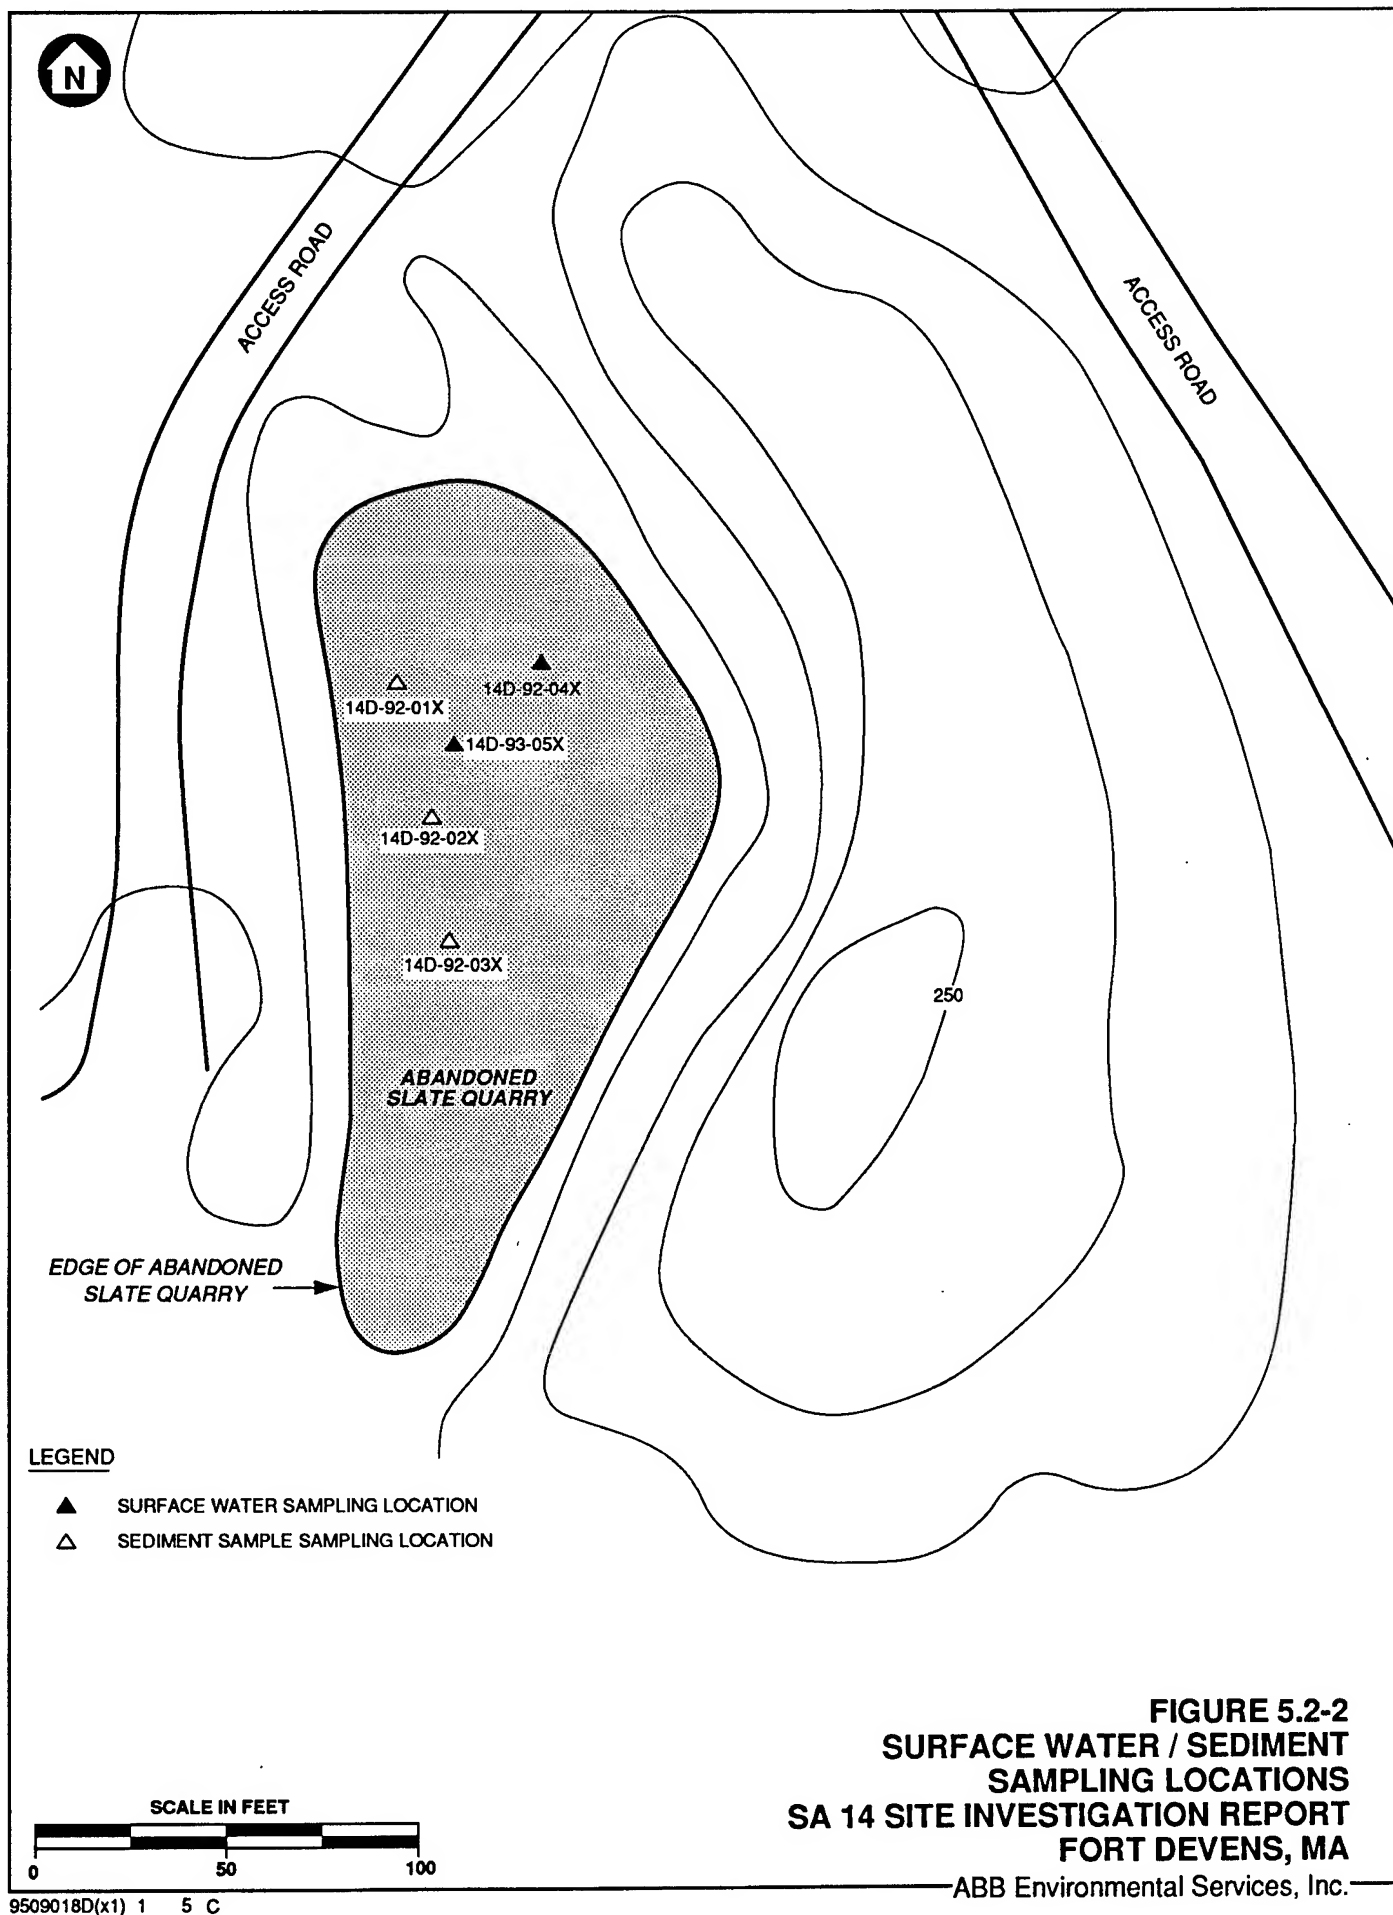 N
ACCESS ROAD
ACCESS ROAD
14D-92-04X
14D-92-01X
14D-93-05X
14D-92-02X
14D-92-03X
250
ABANDONED
SLATE QUARRY
EDGE OF ABANDONED
SLATE QUARRY
LEGEND
SURFACE WATER SAMPLING LOCATION
SEDIMENT SAMPLE SAMPLING LOCATION
FIGURE 5.2-2
SURFACE WATER / SEDIMENT
SAMPLING LOCATIONS
SA 14 SITE INVESTIGATION REPORT
FORT DEVENS, MA
ABB Environmental Services, Inc.
SCALE IN FEET
0 50 100
9509018D(x1) 1 5 C